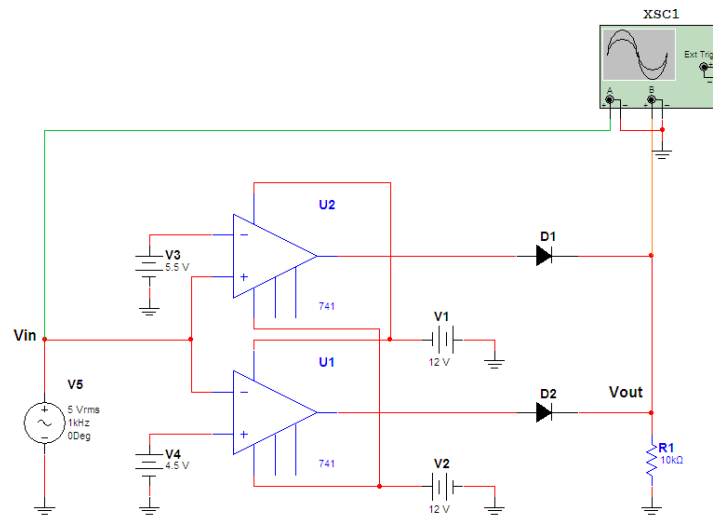 XSC1
Ext Trig
A
B
+
-
+
-
U2
D1
V3
5.5 V
-
+
741
V1
Vin
U1
12 V
V5
D2
Vout
-
5 Vrms
1kHz
0Deg
+
-
+
V4
4.5 V
741
V2
R1
10kΩ
12 V